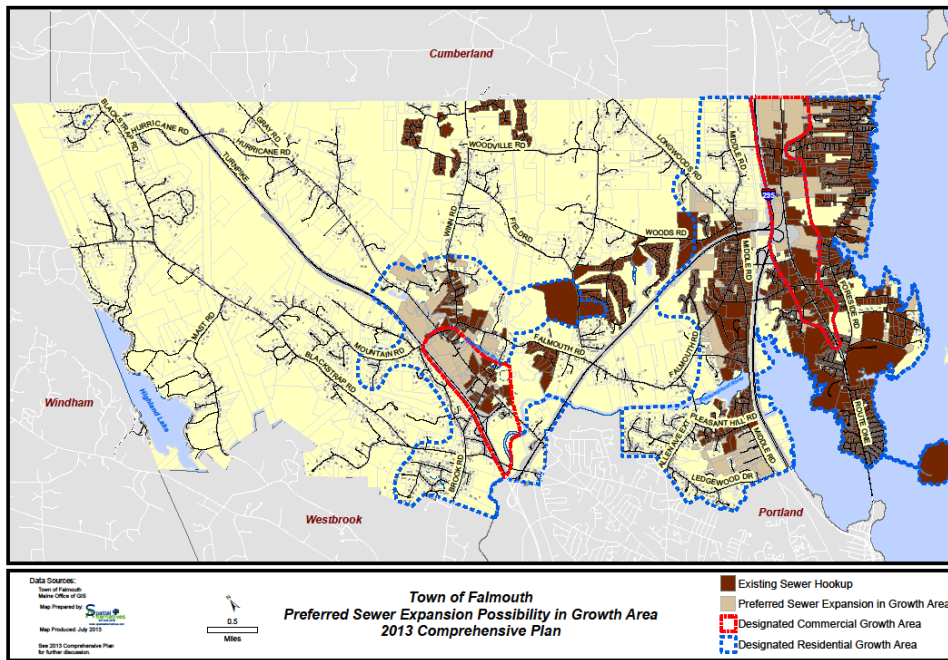 Cumberland
BLACKSTRAP RD
HURRICANE RD
GRAY RD
HURRICANE RD
TURNPIKE
WOODVILLE RD
LONGWOODS RD
MIDDLE RD
WINN RD
FIELD RD
WOODS RD
MIDDLE RD
FORESIDE RD
MAST RD
MOUNTAIN RD
BLACKSTRAP RD
FALMOUTH RD
FALMOUTH RD
Highland Lake
Windham
PLEASANT HILL RD
ALLEN AVE EXT
MIDDLE RD
ROUTE ONE
BROOK RD
LEDGEWOOD DR
Westbrook
Portland
Data Sources:
Town of Falmouth
Maine Office of GIS
Map Prepared by:
Map Produced: July 2013
See 2013 Comprehensive Plan
for further discussion.
N
0.5
Miles
Town of Falmouth
Preferred Sewer Expansion Possibility in Growth Area
2013 Comprehensive Plan
Existing Sewer Hookup
Preferred Sewer Expansion in Growth Area
Designated Commercial Growth Area
Designated Residential Growth Area